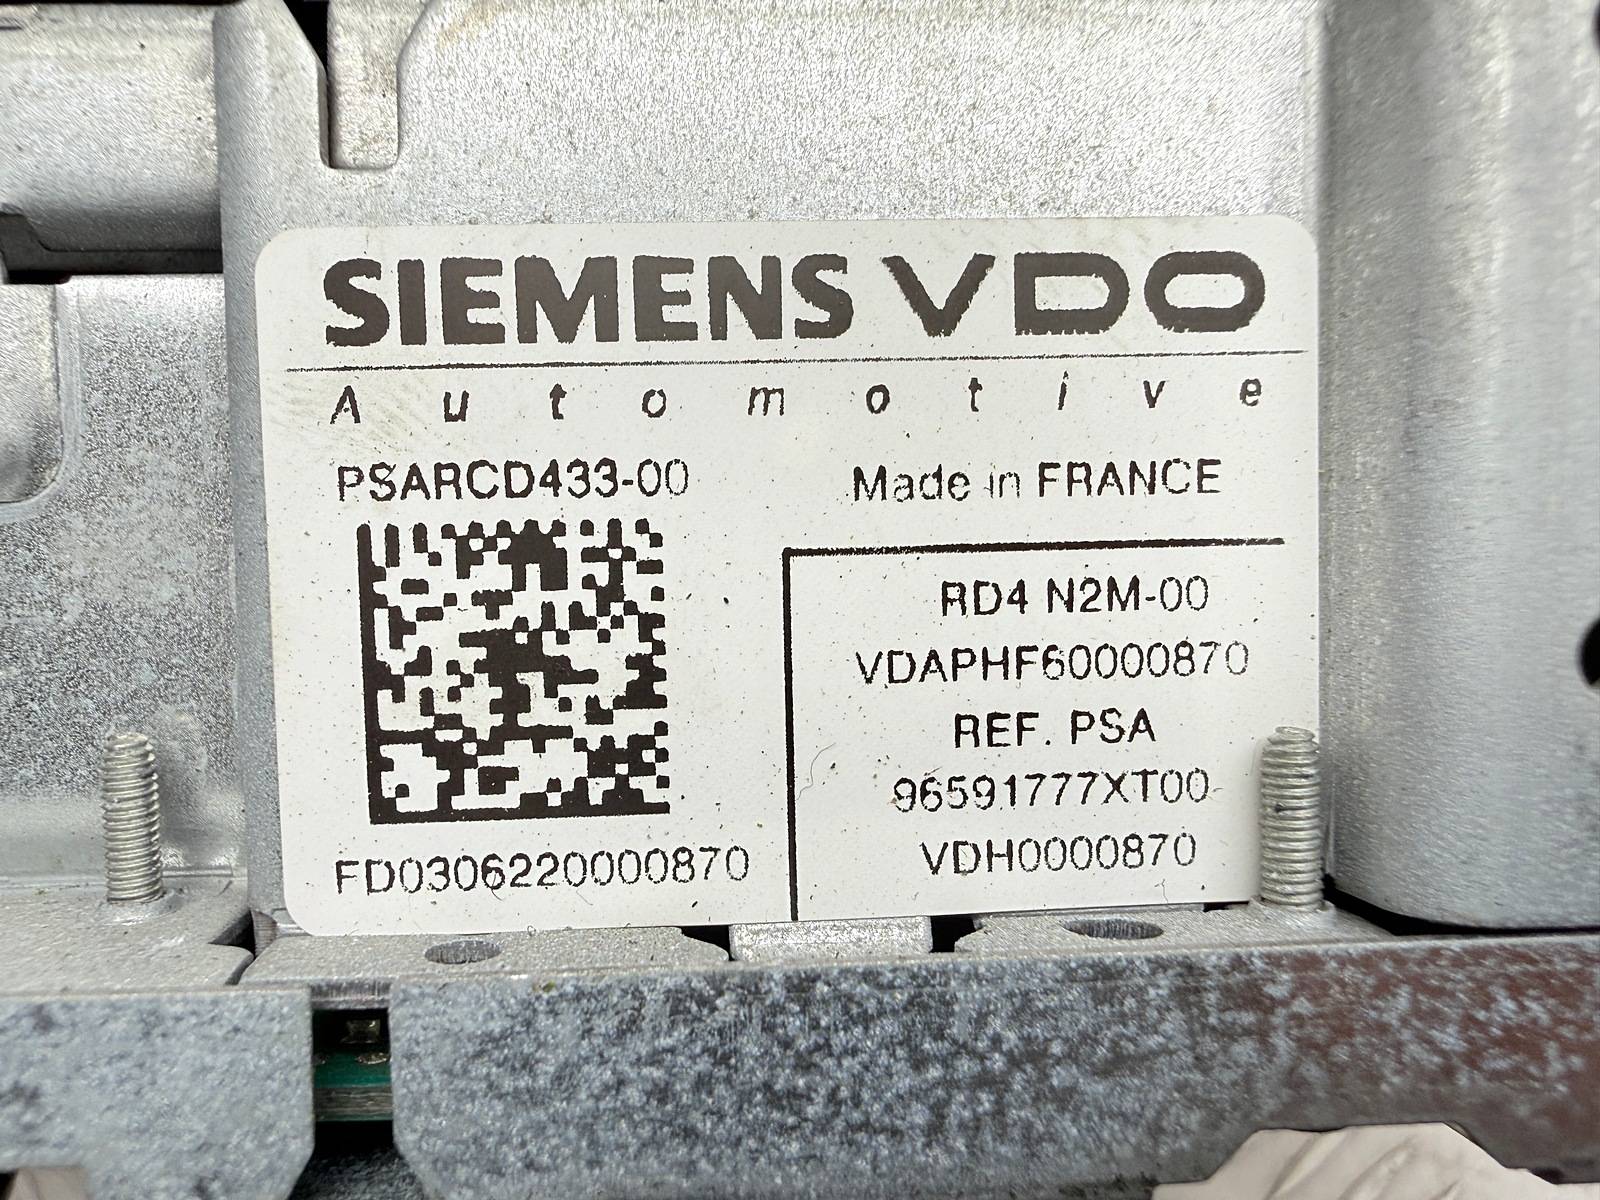 SIEMENS VDO
Automotive
PSARCD433-00
Made in FRANCE
RD4 N2M-00
VDAPHF60000870
REF. PSA
96591777XT00
VDH0000870
FD0306220000870